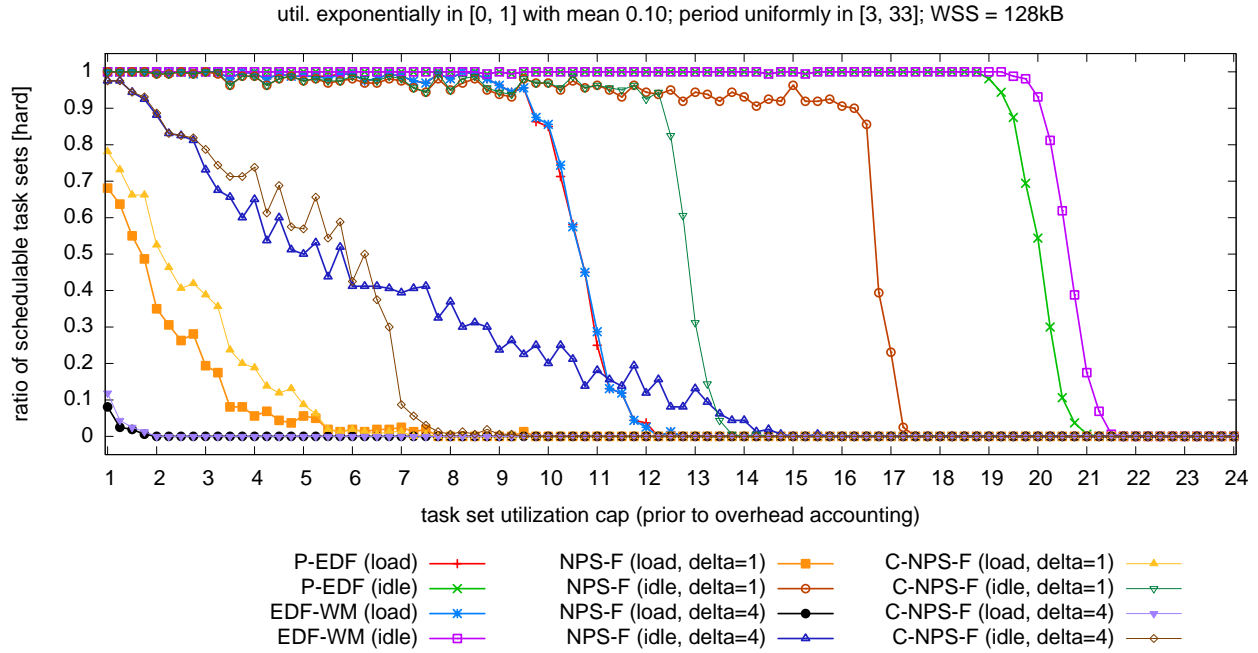 util. exponentially in [0, 1] with mean 0.10; period uniformly in [3, 33]; WSS = 128kB
ratio of schedulable task sets [hard]
1
0.9
0.8
0.7
0.6
0.5
0.4
0.3
0.2
0.1
0
1 2 3 4 5 6 7 8 9 10 11 12 13 14 15 16 17 18 19 20 21 22 23 24
task set utilization cap (prior to overhead accounting)
P-EDF (load) NPS-F (load, delta=1) C-NPS-F (load, delta=1)
P-EDF (idle) NPS-F (idle, delta=1) C-NPS-F (idle, delta=1)
EDF-WM (load) NPS-F (load, delta=4) C-NPS-F (load, delta=4)
EDF-WM (idle) NPS-F (idle, delta=4) C-NPS-F (idle, delta=4)